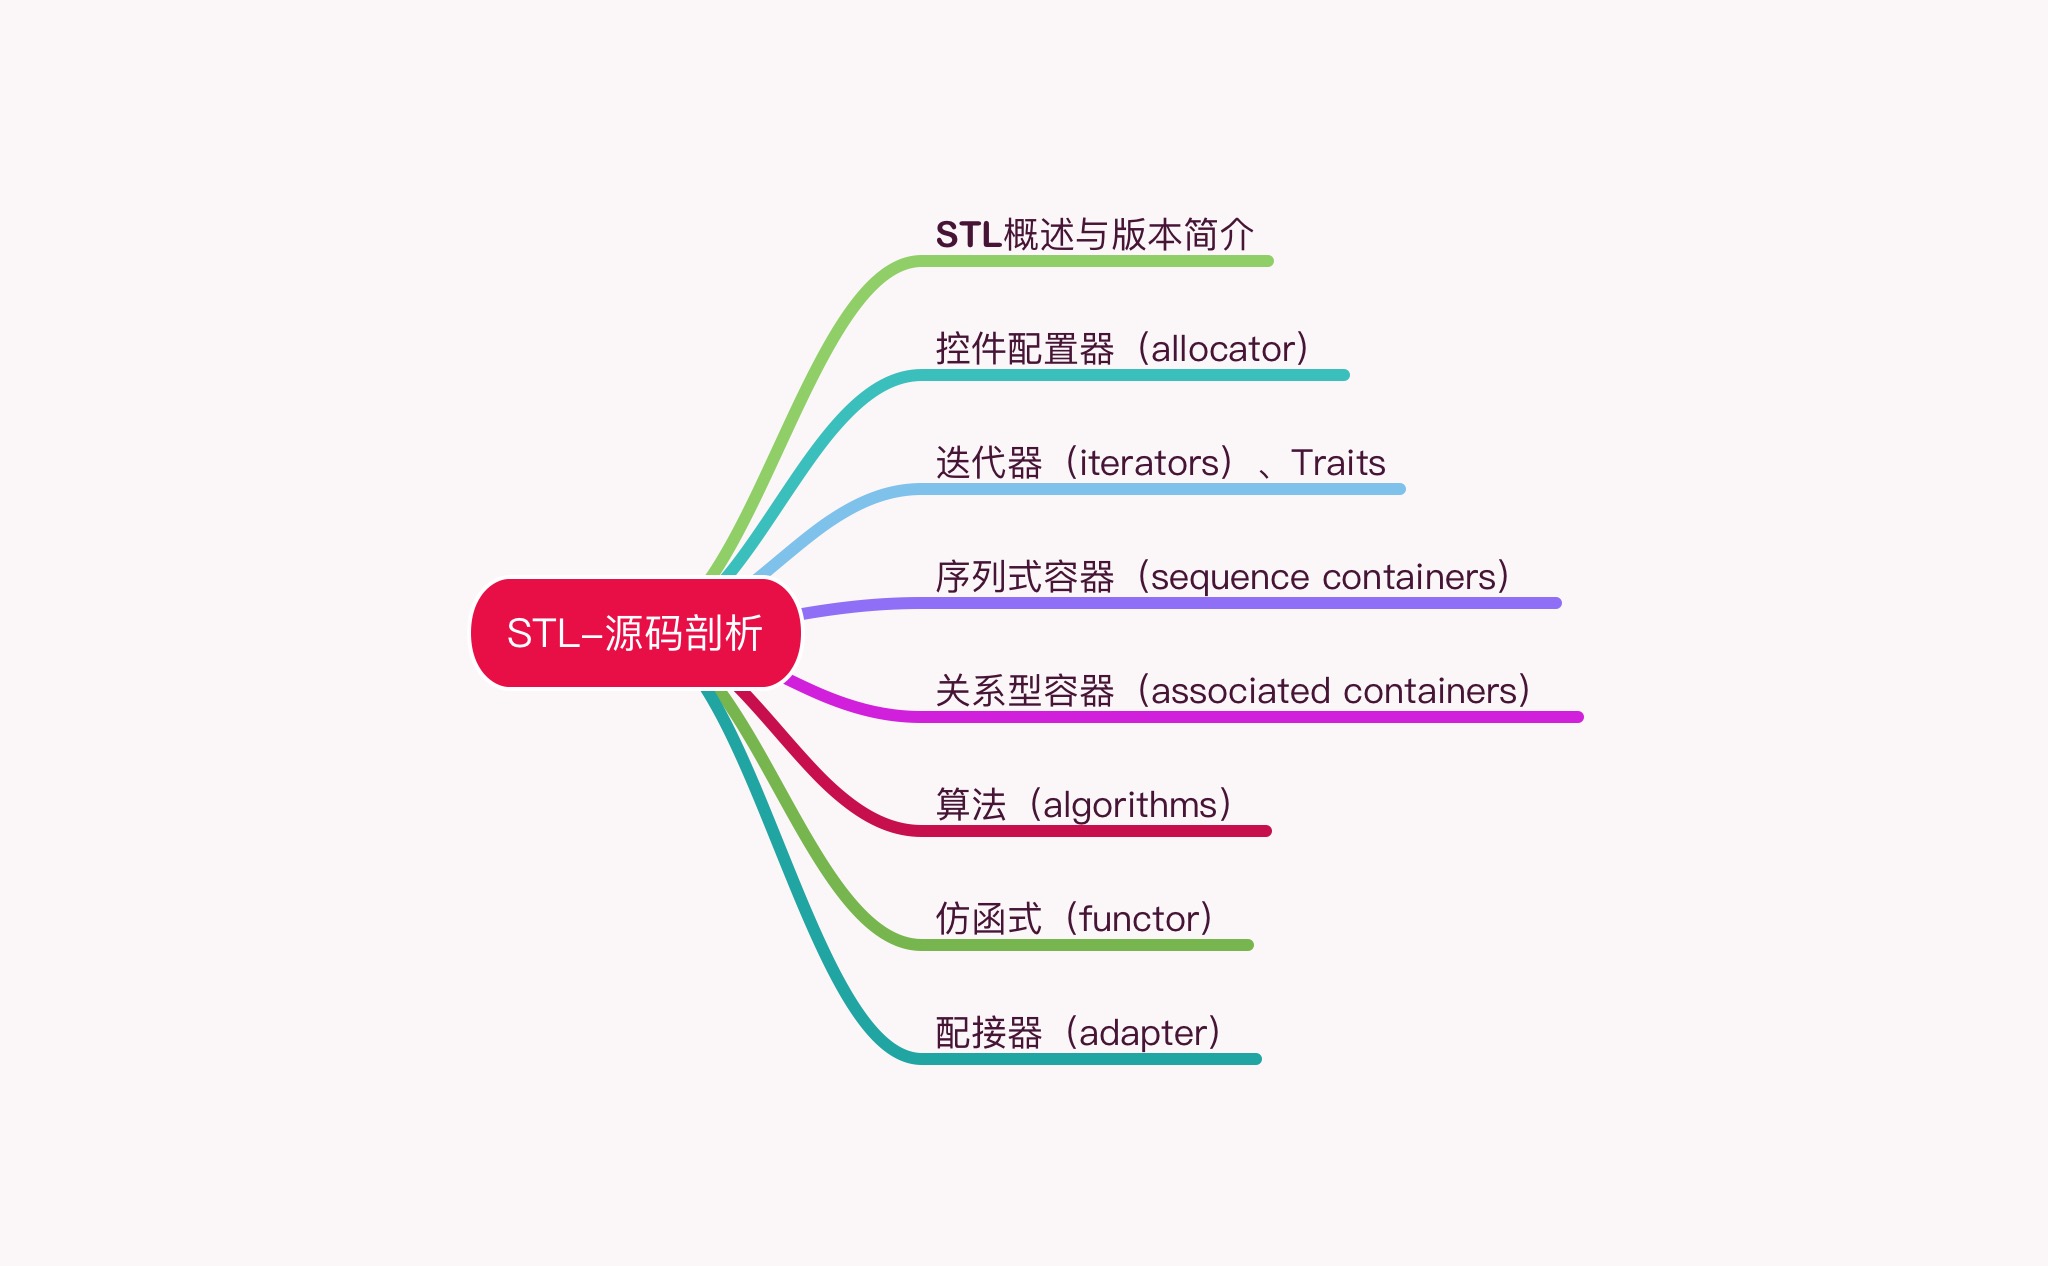 STL概述与版本简介
控件配置器（allocator）
迭代器（iterators）、Traits
序列式容器（sequence containers）
STL-源码剖析
关系型容器（associated containers）
算法（algorithms）
仿函式（functor）
配接器（adapter）